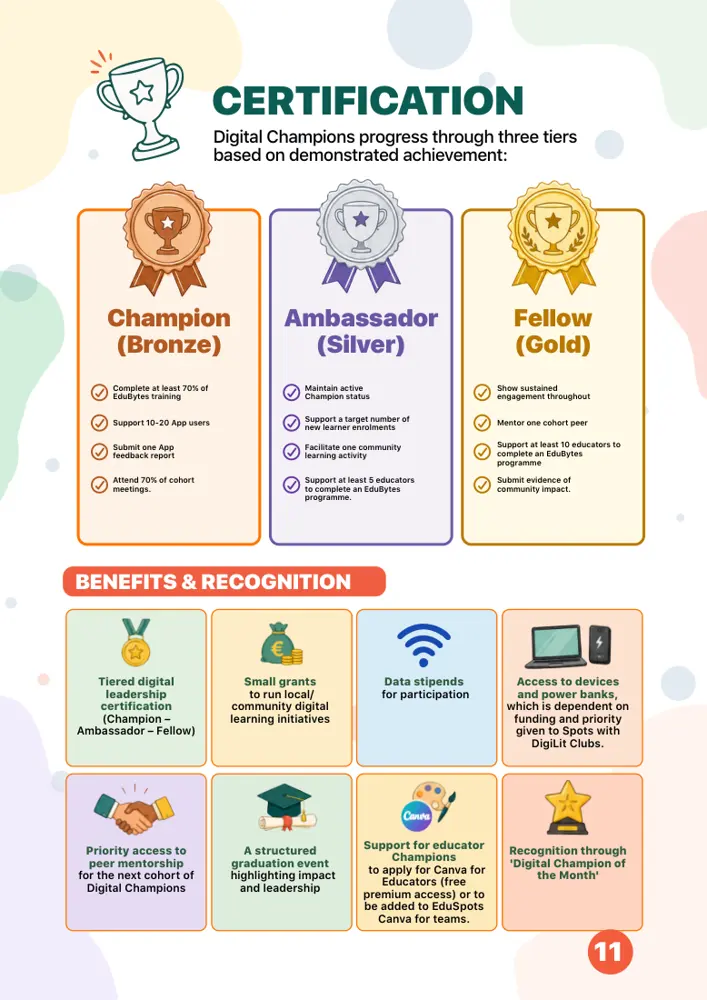 CERTIFICATION
Digital Champions progress through three tiers
based on demonstrated achievement:
Champion
(Bronze)
Complete at least 70% of
EduBytes training
Support 10-20 App users
Submit one App
feedback report
Attend 70% of cohort
meetings.
Ambassador
(Silver)
Maintain active
Champion status
Support a target number of
new learner enrolments
Facilitate one community
learning activity
Support at least 5 educators
to complete an EduBytes
programme.
Fellow
(Gold)
Show sustained
engagement throughout
Mentor one cohort peer
Support at least 10 educators to
complete an EduBytes
programme
Submit evidence of
community impact.
BENEFITS & RECOGNITION
Tiered digital
leadership
certification
(Champion –
Ambassador – Fellow)
Small grants
to run local/
community digital
learning initiatives
Data stipends
for participation
Access to devices
and power banks,
which is dependent on
funding and priority
given to Spots with
DigiLit Clubs.
Priority access to
peer mentorship
for the next cohort of
Digital Champions
A structured
graduation event
highlighting impact
and leadership
Canva
Support for educator
Champions
to apply for Canva for
Educators (free
premium access) or to
be added to EduSpots
Canva for teams.
Recognition through
'Digital Champion of
the Month'
11